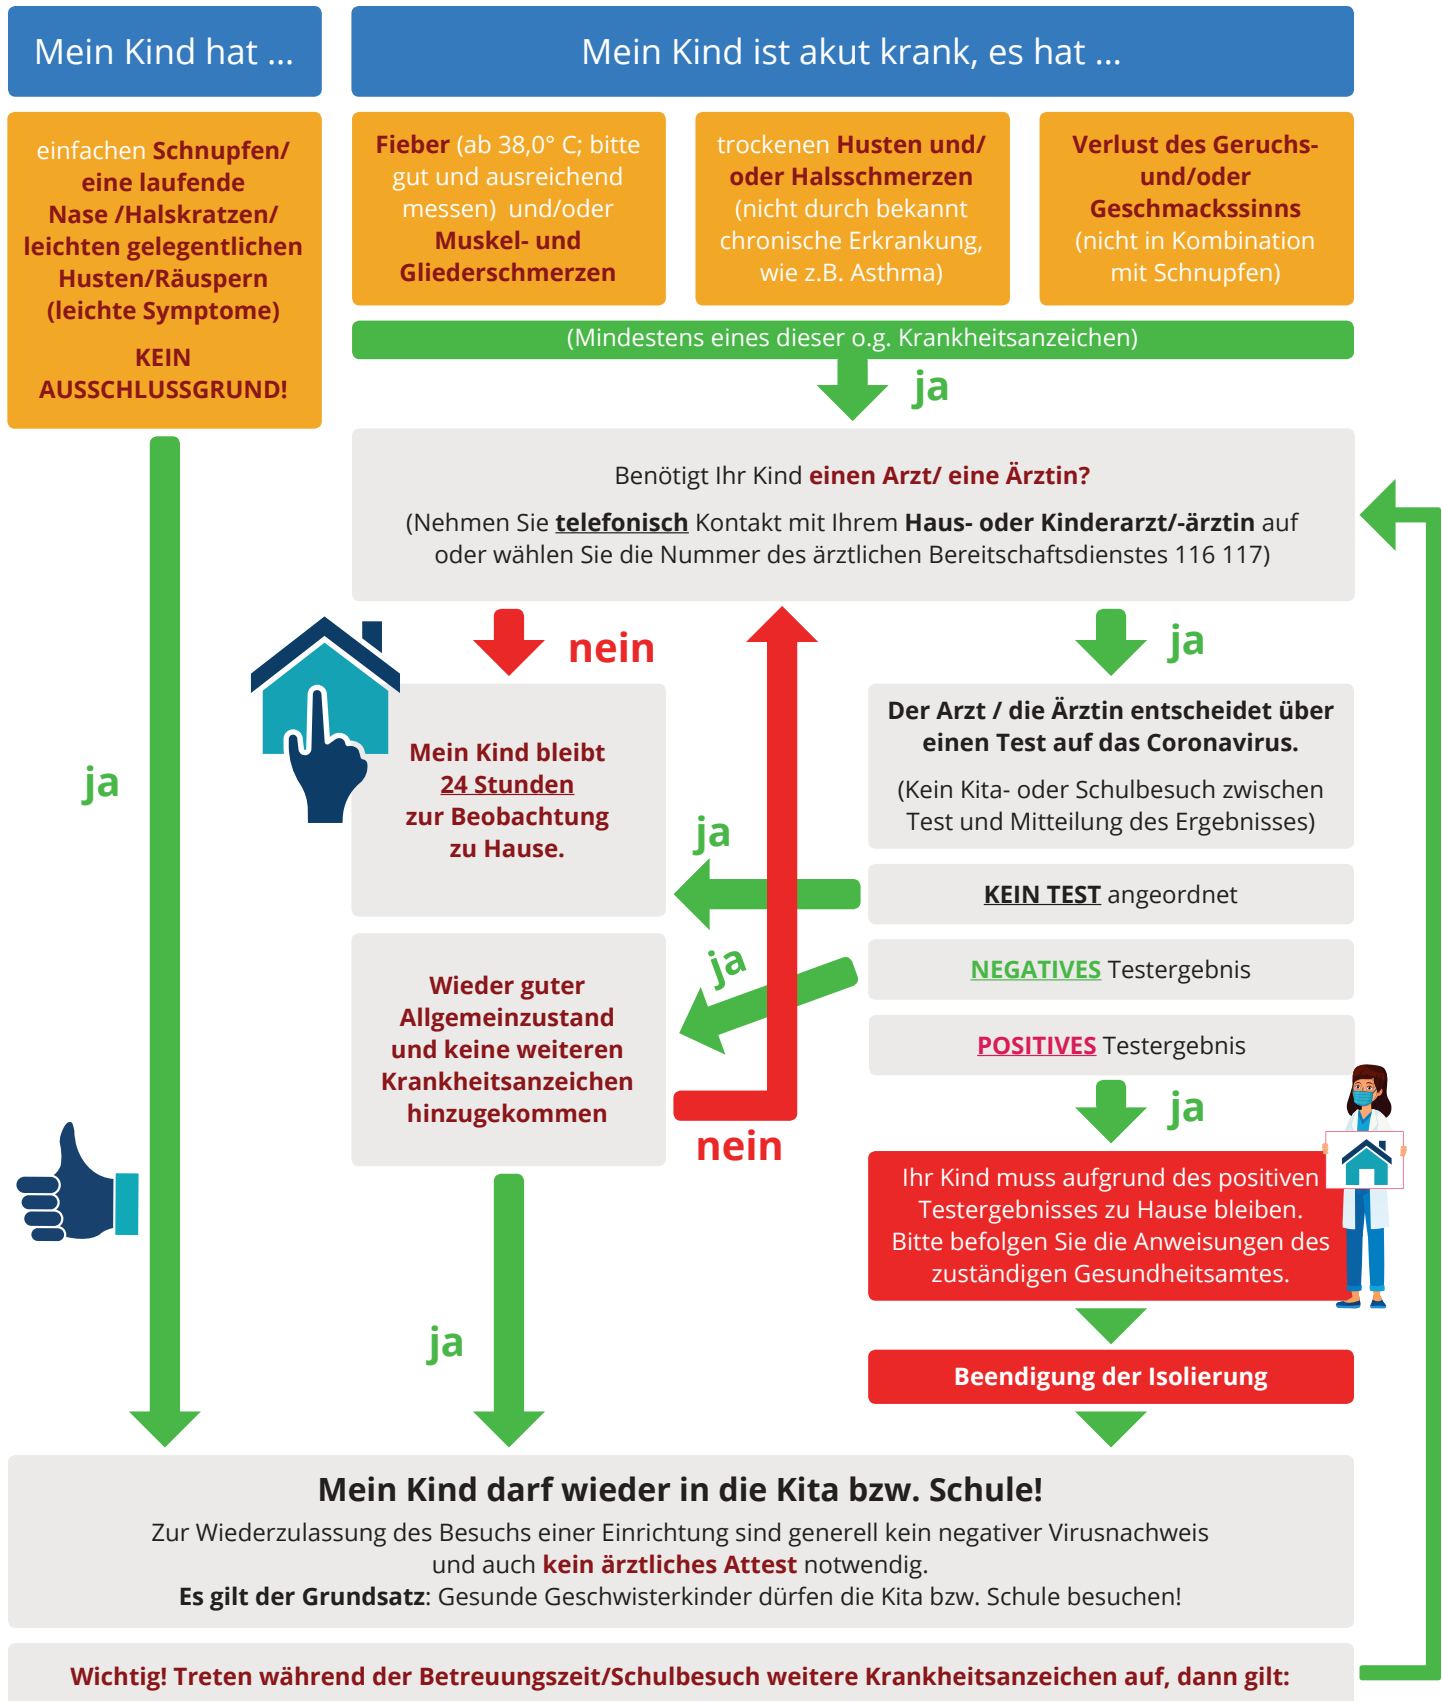 Mein Kind hat ...
einfachen Schnupfen/
eine laufende
Nase /Halskratzen/
leichten gelegentlichen
Husten/Räuspern
(leichte Symptome)
KEIN
AUSSCHLUSSGRUND!
ja
Mein Kind ist akut krank, es hat ...
Fieber (ab 38,0° C; bitte
gut und ausreichend
messen) und/oder
Muskel- und
Gliederschmerzen
trockenen Husten und/
oder Halsschmerzen
(nicht durch bekannt
chronische Erkrankung,
wie z.B. Asthma)
Verlust des Geruchs-
und/oder
Geschmackssinns
(nicht in Kombination
mit Schnupfen)
(Mindestens eines dieser o.g. Krankheitsanzeichen)
ja
Benötigt Ihr Kind einen Arzt/ eine Ärztin?
(Nehmen Sie telefonisch Kontakt mit Ihrem Haus- oder Kinderarzt/-ärztin auf
oder wählen Sie die Nummer des ärztlichen Bereitschaftsdienstes 116 117)
nein
Mein Kind bleibt
24 Stunden
zur Beobachtung
zu Hause.
Wieder guter
Allgemeinzustand
und keine weiteren
Krankheitsanzeichen
hinzugekommen
nein
ja
ja
Der Arzt / die Ärztin entscheidet über
einen Test auf das Coronavirus.
(Kein Kita- oder Schulbesuch zwischen
Test und Mitteilung des Ergebnisses)
KEIN TEST angeordnet
ja
NEGATIVES Testergebnis
ja
POSITIVES Testergebnis
ja
Ihr Kind muss aufgrund des positiven
Testergebnisses zu Hause bleiben.
Bitte befolgen Sie die Anweisungen des
zuständigen Gesundheitsamtes.
Beendigung der Isolierung
Mein Kind darf wieder in die Kita bzw. Schule!
Zur Wiederzulassung des Besuchs einer Einrichtung sind generell kein negativer Virusnachweis
und auch kein ärztliches Attest notwendig.
Es gilt der Grundsatz: Gesunde Geschwisterkinder dürfen die Kita bzw. Schule besuchen!
Wichtig! Treten während der Betreuungszeit/Schulbesuch weitere Krankheitsanzeichen auf, dann gilt: